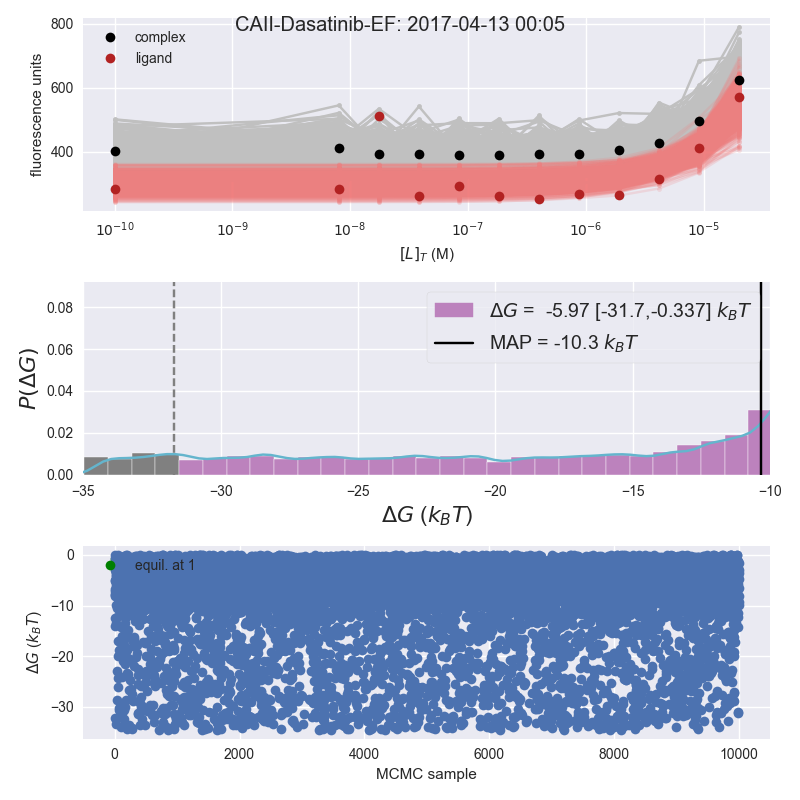 CAII-Dasatinib-EF: 2017-04-13 00:05
complex
ligand
800
600
400
fluorescence units
10⁻¹⁰ 10⁻⁹ 10⁻⁸ 10⁻⁷ 10⁻⁶ 10⁻⁵
[L]_T (M)
ΔG = -5.97 [-31.7,-0.337] k_BT
MAP = -10.3 k_BT
0.08
0.06
0.04
0.02
0.00
P(ΔG)
−35 −30 −25 −20 −15 −10
ΔG (k_BT)
equil. at 1
0
−10
−20
−30
ΔG (k_BT)
0 2000 4000 6000 8000 10000
MCMC sample